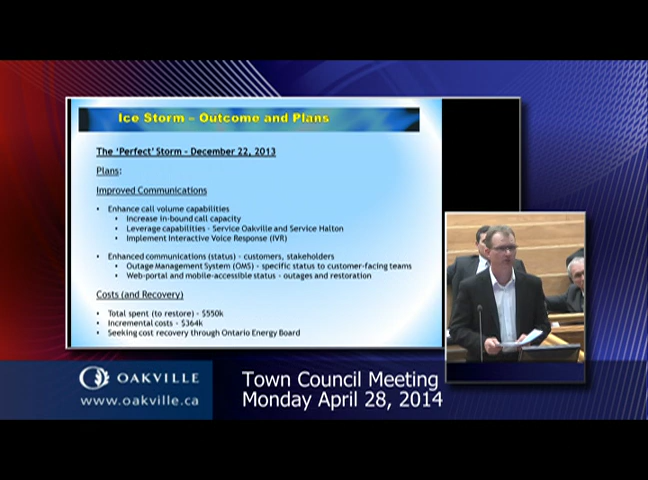 Ice Storm – Outcome and Plans
The 'Perfect' Storm - December 22, 2013
Plans:
Improved Communications
• Enhance call volume capabilities
• Increase in-bound call capacity
• Leverage capabilities - Service Oakville and Service Halton
• Implement Interactive Voice Response (IVR)
• Enhanced communications (status) - customers, stakeholders
• Outage Management System (OMS) - specific status to customer-facing teams
• Web-portal and mobile-accessible status - outages and restoration
Costs (and Recovery)
• Total spent (to restore) - $550k
• Incremental costs - $364k
• Seeking cost recovery through Ontario Energy Board
OAKVILLE
www.oakville.ca
Town Council Meeting
Monday April 28, 2014